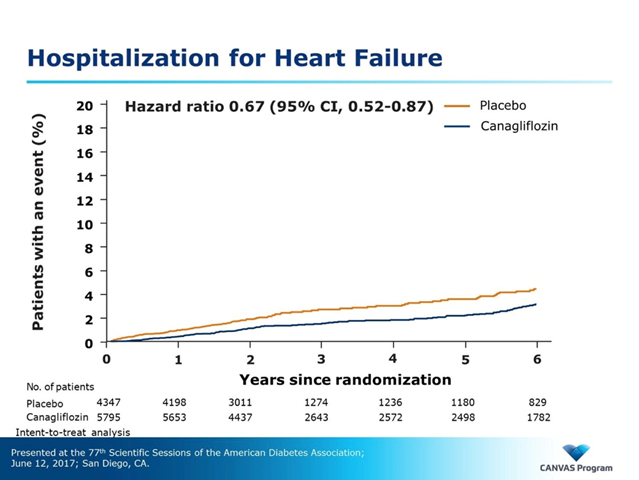 Hospitalization for Heart Failure
Patients with an event (%)
Hazard ratio 0.67 (95% CI, 0.52-0.87)
Placebo
Canagliflozin
20
18
16
14
12
10
8
6
4
2
0
0 1 2 3 4 5 6
Years since randomization
No. of patients
Placebo 4347 4198 3011 1274 1236 1180 829
Canagliflozin 5795 5653 4437 2643 2572 2498 1782
Intent-to-treat analysis
Presented at the 77th Scientific Sessions of the American Diabetes Association;
June 12, 2017; San Diego, CA.
CANVAS Program